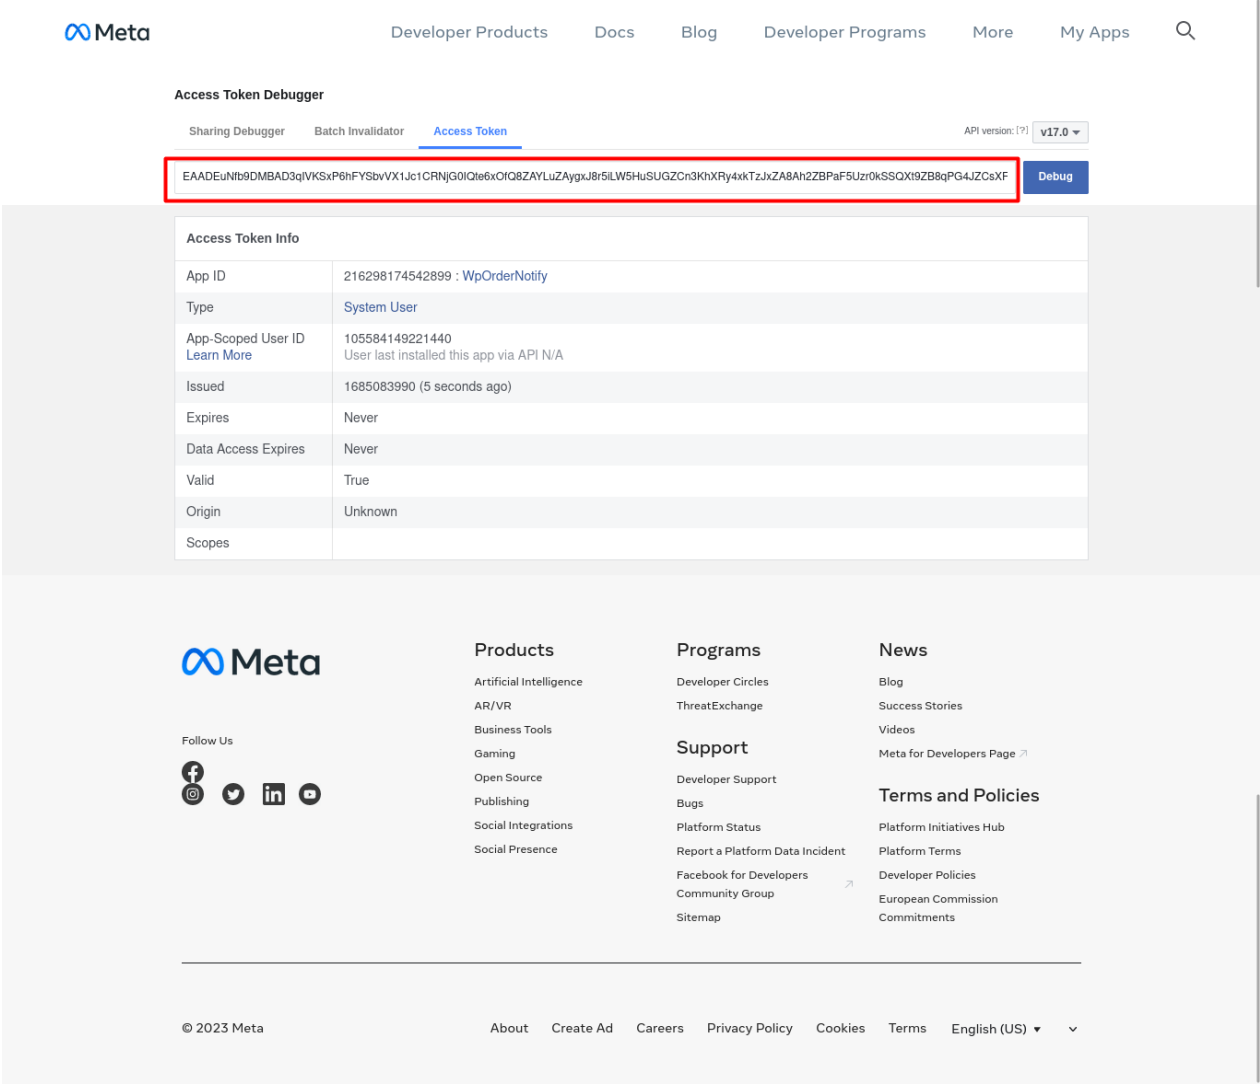 Meta
Developer Products
Docs
Blog
Developer Programs
More
My Apps
Access Token Debugger
Sharing Debugger
Batch Invalidator
Access Token
API version: [?]
v17.0
Debug
Access Token Info
App ID
216298174542899 : WpOrderNotify
Type
System User
App-Scoped User ID
Learn More
105584149221440
User last installed this app via API N/A
Issued
1685083990 (5 seconds ago)
Expires
Never
Data Access Expires
Never
Valid
True
Origin
Unknown
Scopes
Meta
Follow Us
Products
Artificial Intelligence
AR/VR
Business Tools
Gaming
Open Source
Publishing
Social Integrations
Social Presence
Programs
Developer Circles
ThreatExchange
Support
Developer Support
Bugs
Platform Status
Report a Platform Data Incident
Facebook for Developers
Community Group
Sitemap
News
Blog
Success Stories
Videos
Meta for Developers Page
Terms and Policies
Platform Initiatives Hub
Platform Terms
Developer Policies
European Commission
Commitments
© 2023 Meta
About
Create Ad
Careers
Privacy Policy
Cookies
Terms
English (US)